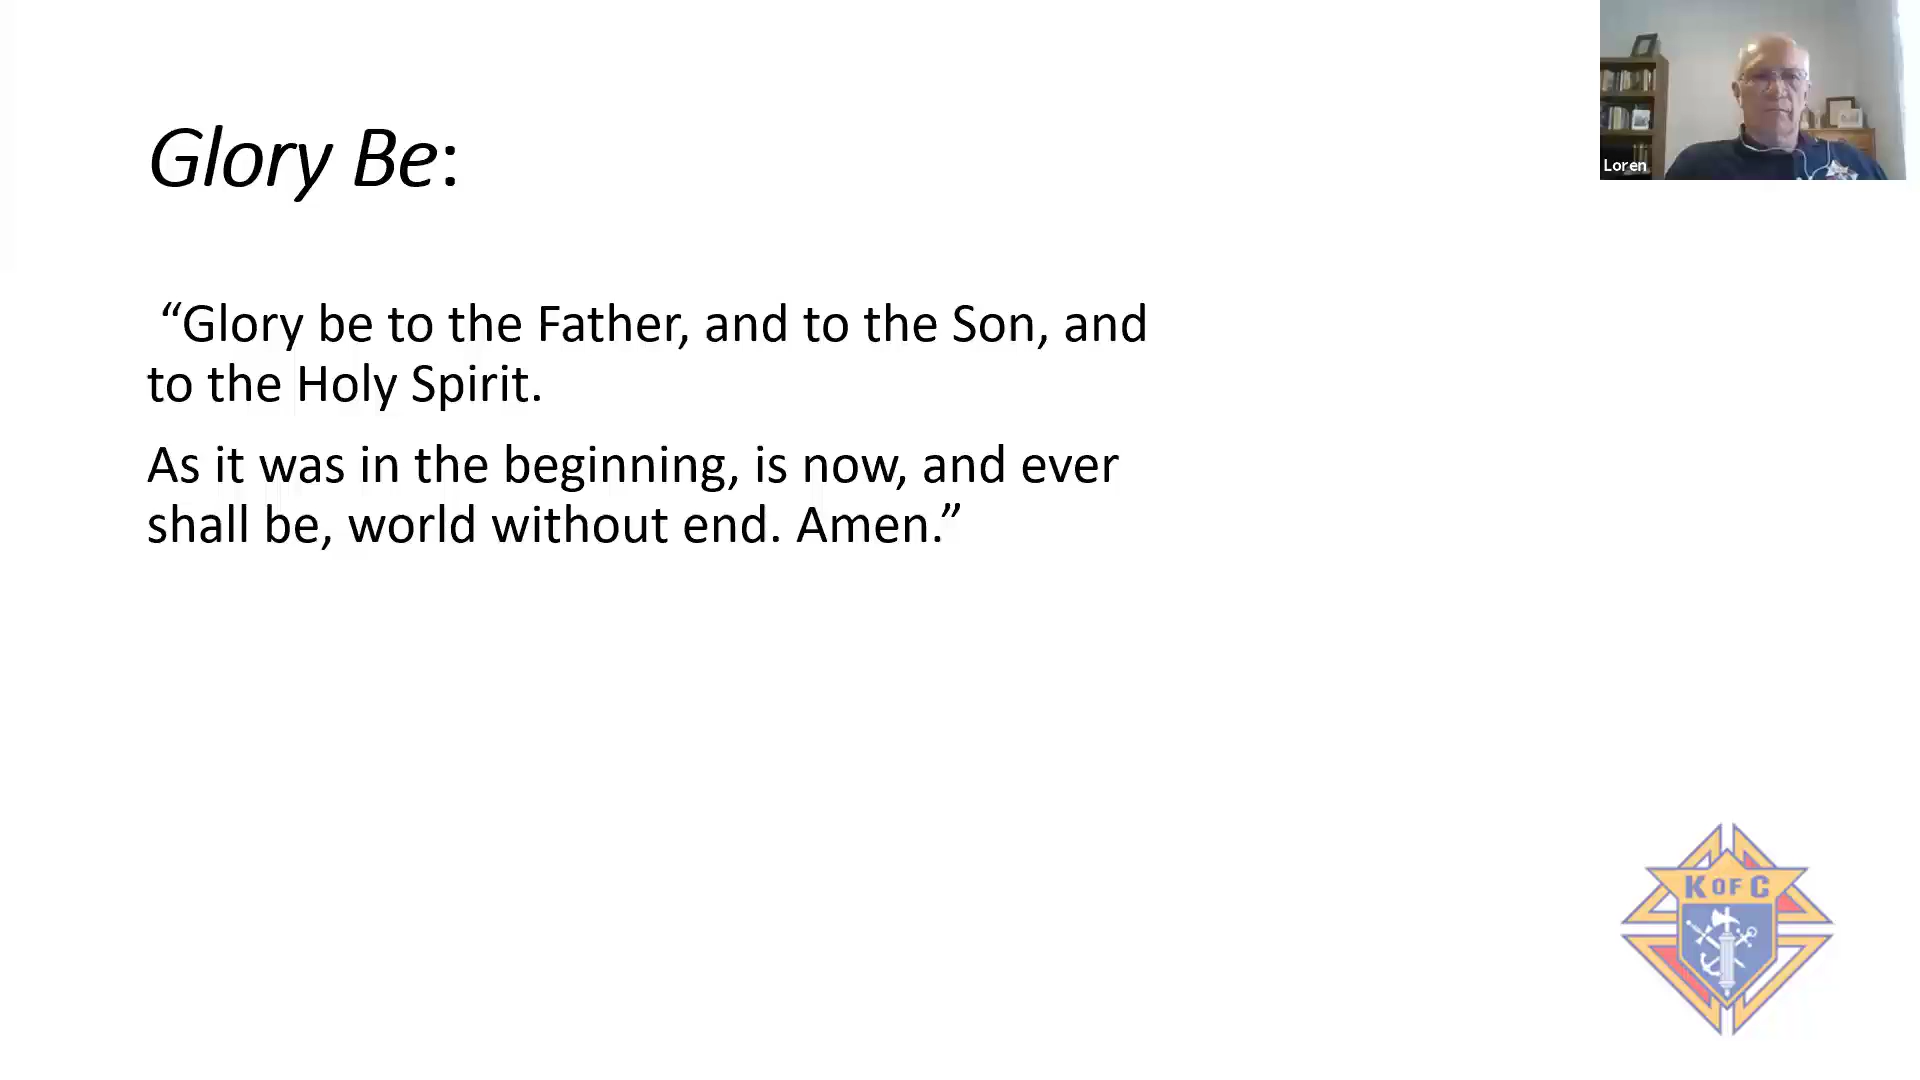 Glory Be:
Loren
“Glory be to the Father, and to the Son, and
to the Holy Spirit.
As it was in the beginning, is now, and ever
shall be, world without end. Amen.”
K OF C